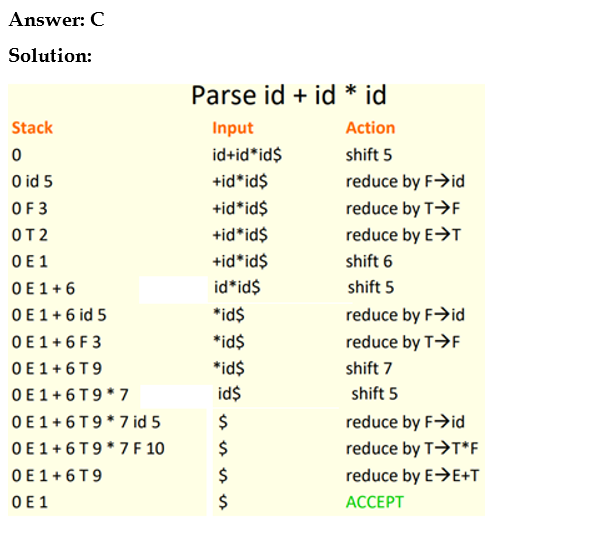 Answer: C
Solution:
Parse id + id * id
Stack Input Action
0 id+id*id$ shift 5
0 id 5 +id*id$ reduce by F→id
0 F 3 +id*id$ reduce by T→F
0 T 2 +id*id$ reduce by E→T
0 E 1 +id*id$ shift 6
0 E 1 + 6 id*id$ shift 5
0 E 1 + 6 id 5 *id$ reduce by F→id
0 E 1 + 6 F 3 *id$ reduce by T→F
0 E 1 + 6 T 9 *id$ shift 7
0 E 1 + 6 T 9 * 7 id$ shift 5
0 E 1 + 6 T 9 * 7 id 5 $ reduce by F→id
0 E 1 + 6 T 9 * 7 F 10 $ reduce by T→T*F
0 E 1 + 6 T 9 $ reduce by E→E+T
0 E 1 $ ACCEPT